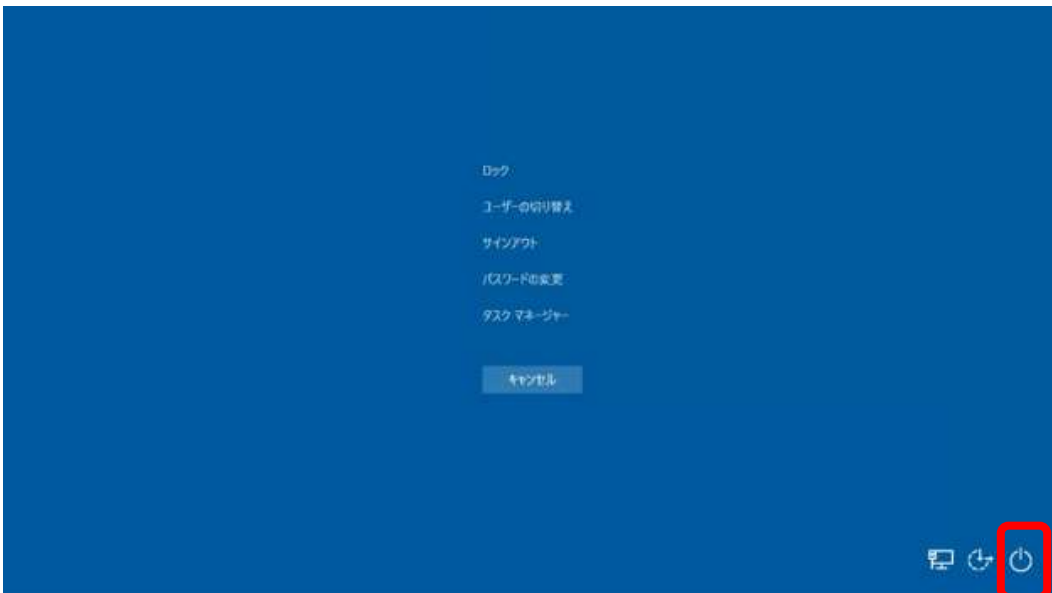 ロック
ユーザーの切り替え
サインアウト
パスワードの変更
タスク マネージャー
キャンセル